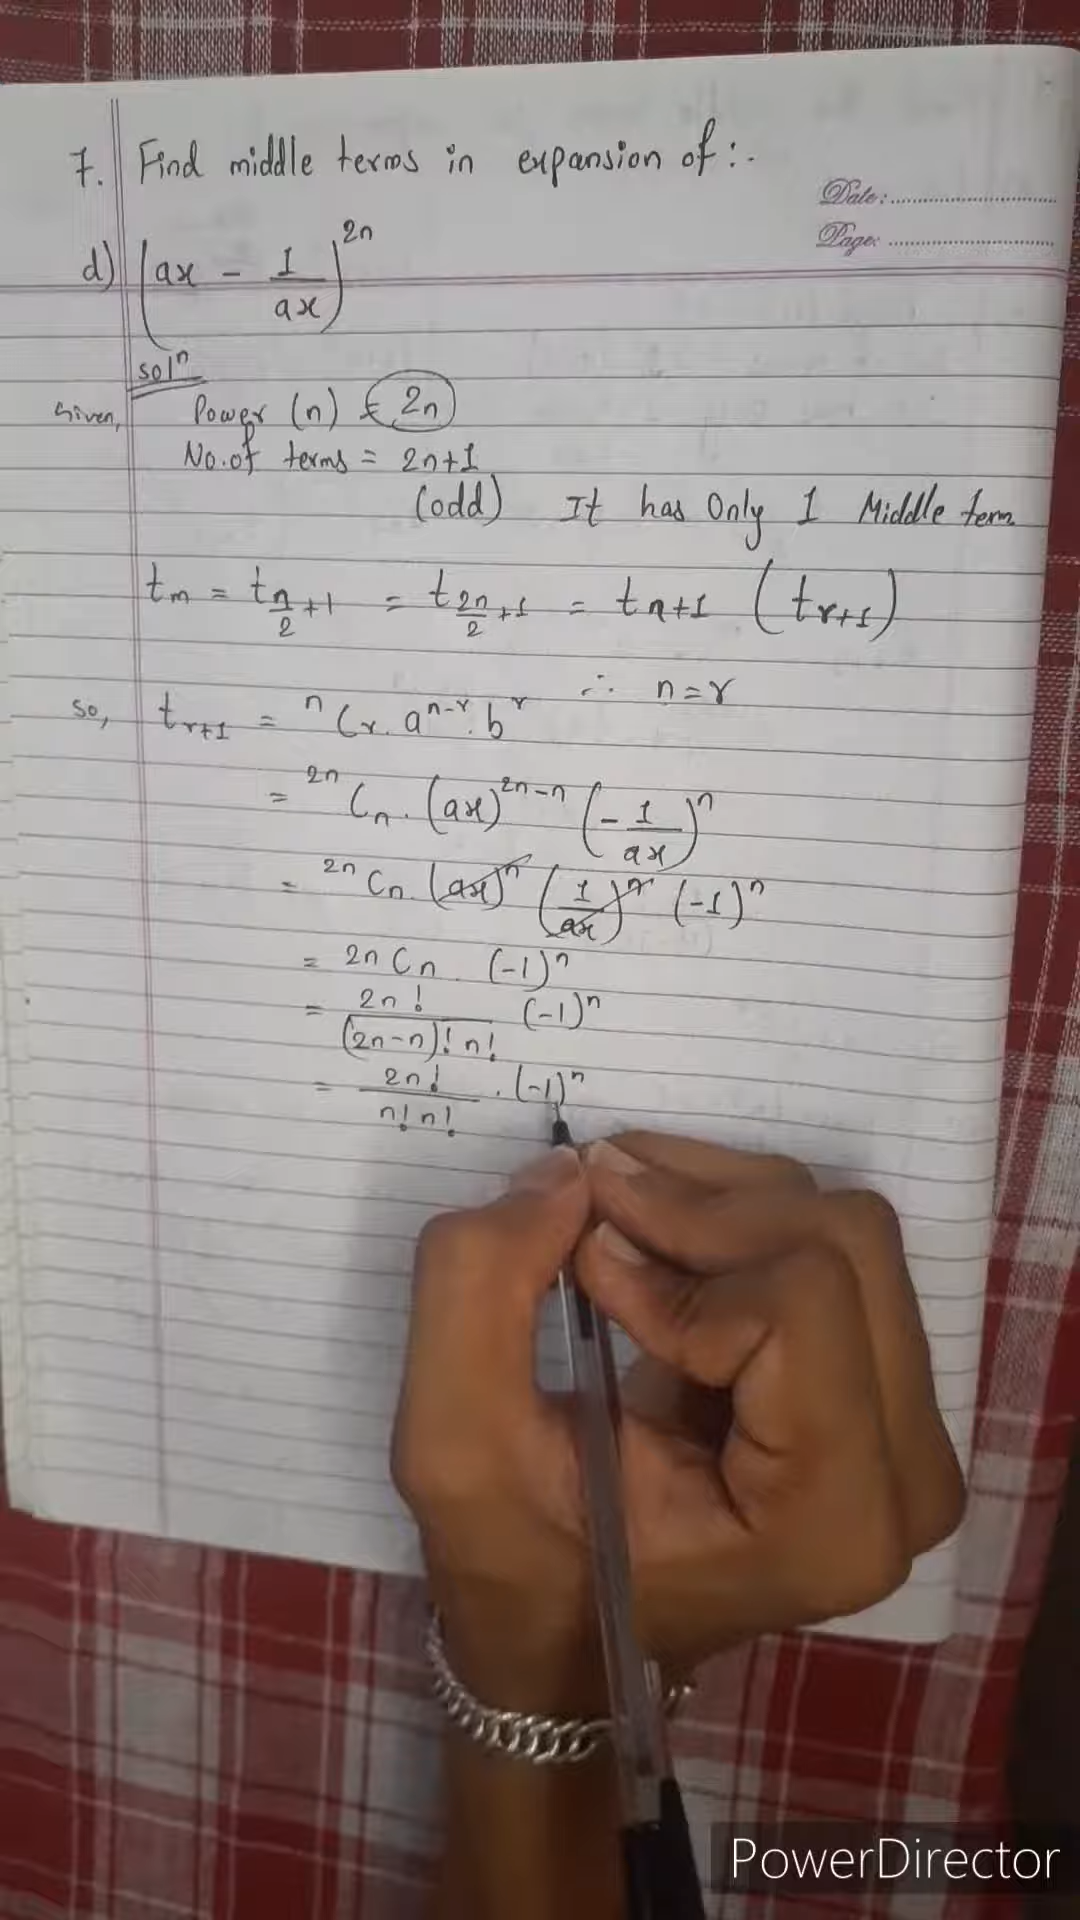 7. Find middle terms in expansion of :-
Date:
Page:
d) (ax - 1/ax)^2n
solⁿ
Given, Power (n) = 2n
No. of terms = 2n+1
(odd) It has Only 1 Middle term
tm = t n/2 +1 = t 2n/2 +1 = t n+1 (t r+1)
∴ n = r
so, t r+1 = ⁿCr. a^n-r. b^r
= ²ⁿCn. (ax)^2n-n (- 1/ax)^n
= ²ⁿCn. (ax)^n (1/ax)^n (-1)^n
= 2nCn. (-1)^n
= 2n!/(2n-n)! n! (-1)^n
= 2n!/n! n! . (-1)^n
PowerDirector